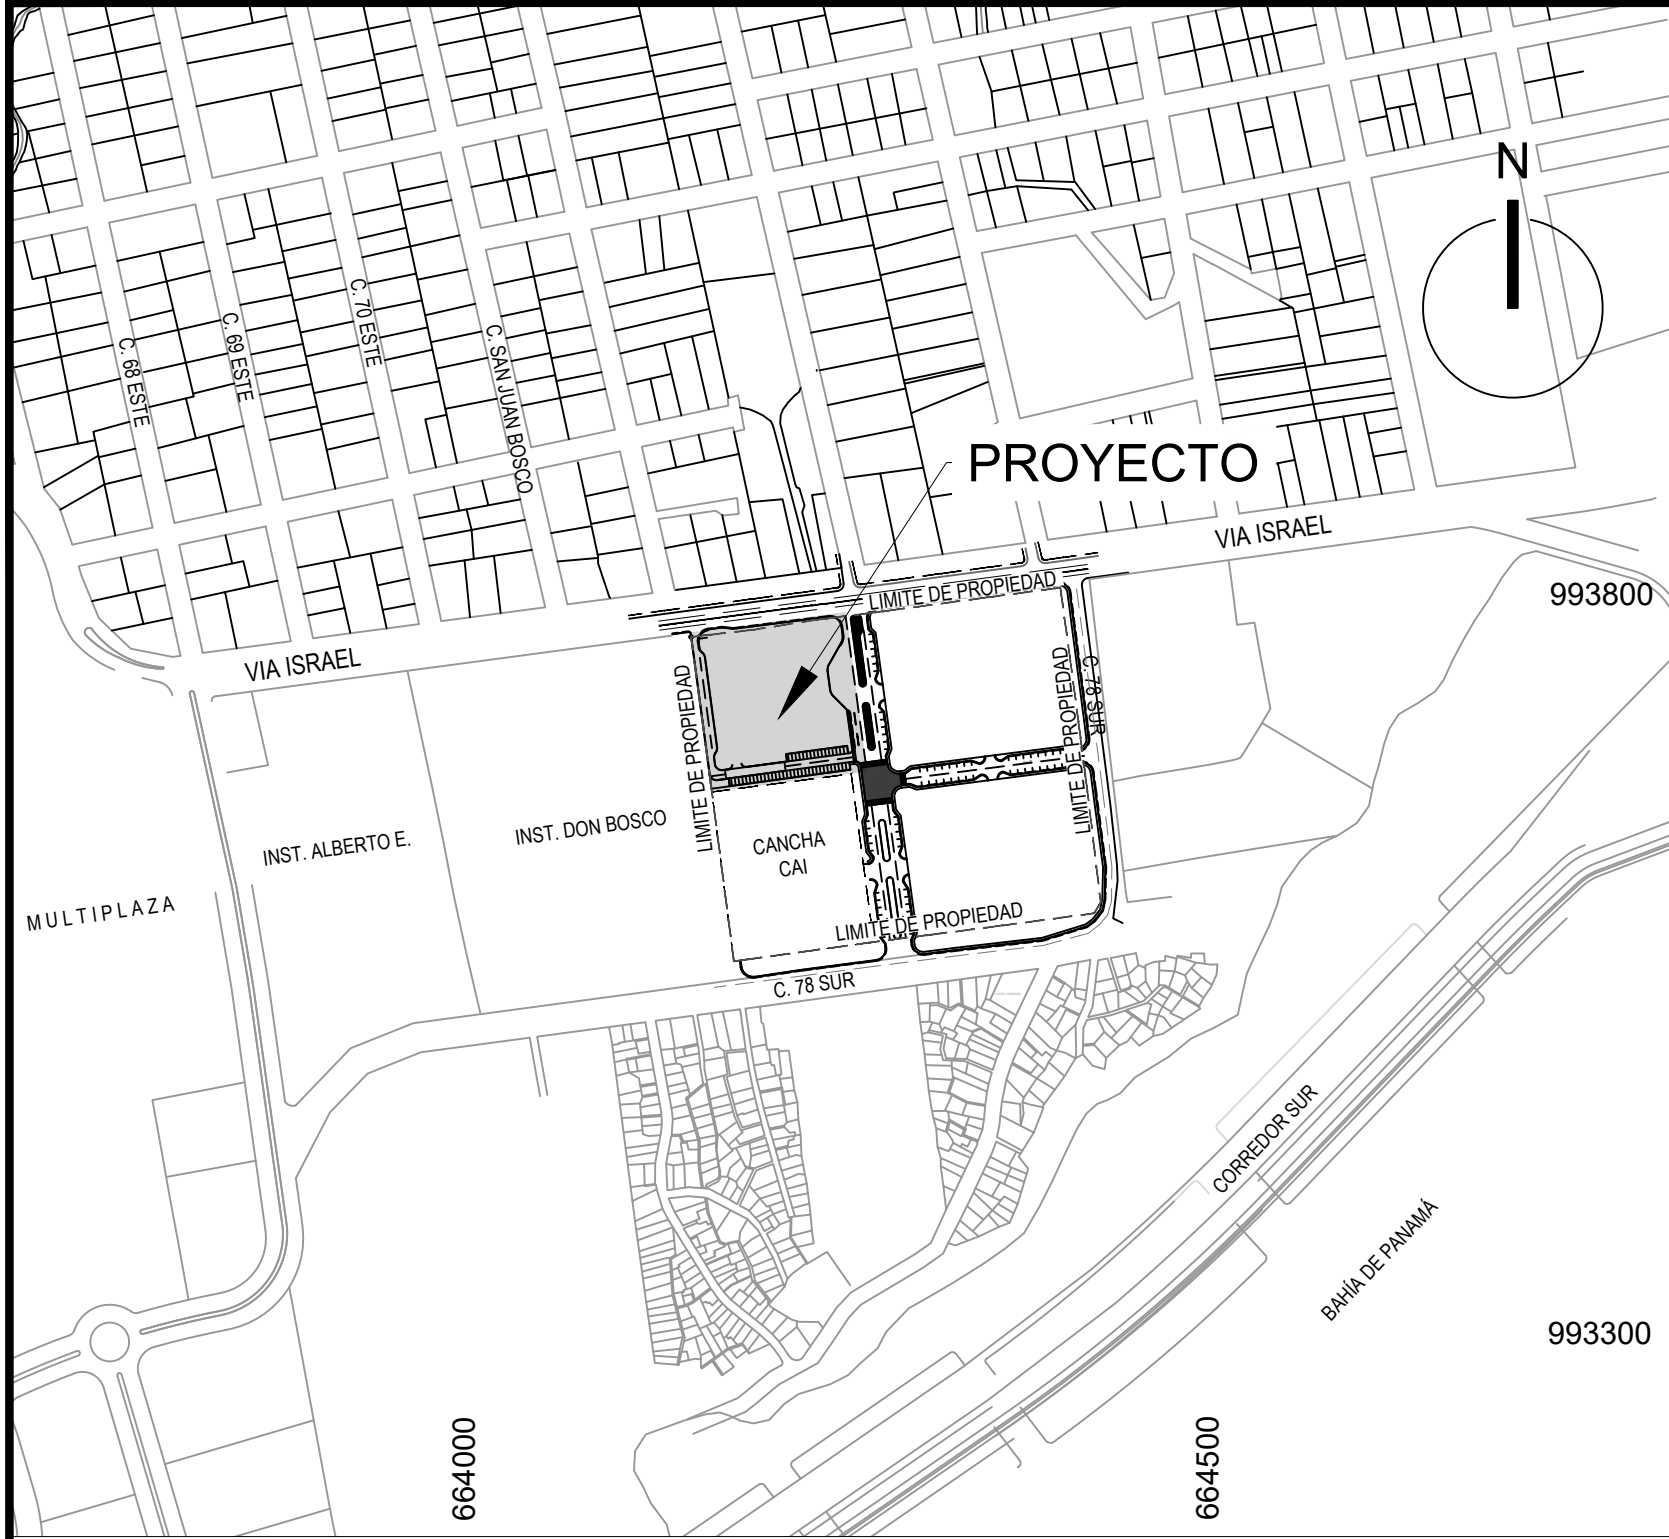 N
C. 70 ESTE
C. 69 ESTE
C. 68 ESTE
C. SAN JUAN BOSCO
PROYECTO
VIA ISRAEL
LIMITE DE PROPIEDAD
993800
VIA ISRAEL
LIMITE DE PROPIEDAD
LIMITE DE PROPIEDAD
C. 78 SUR
INST. DON BOSCO
INST. ALBERTO E.
CANCHA
CAI
MULTIPLAZA
LIMITE DE PROPIEDAD
C. 78 SUR
CORREDOR SUR
BAHÍA DE PANAMÁ
993300
664000
664500